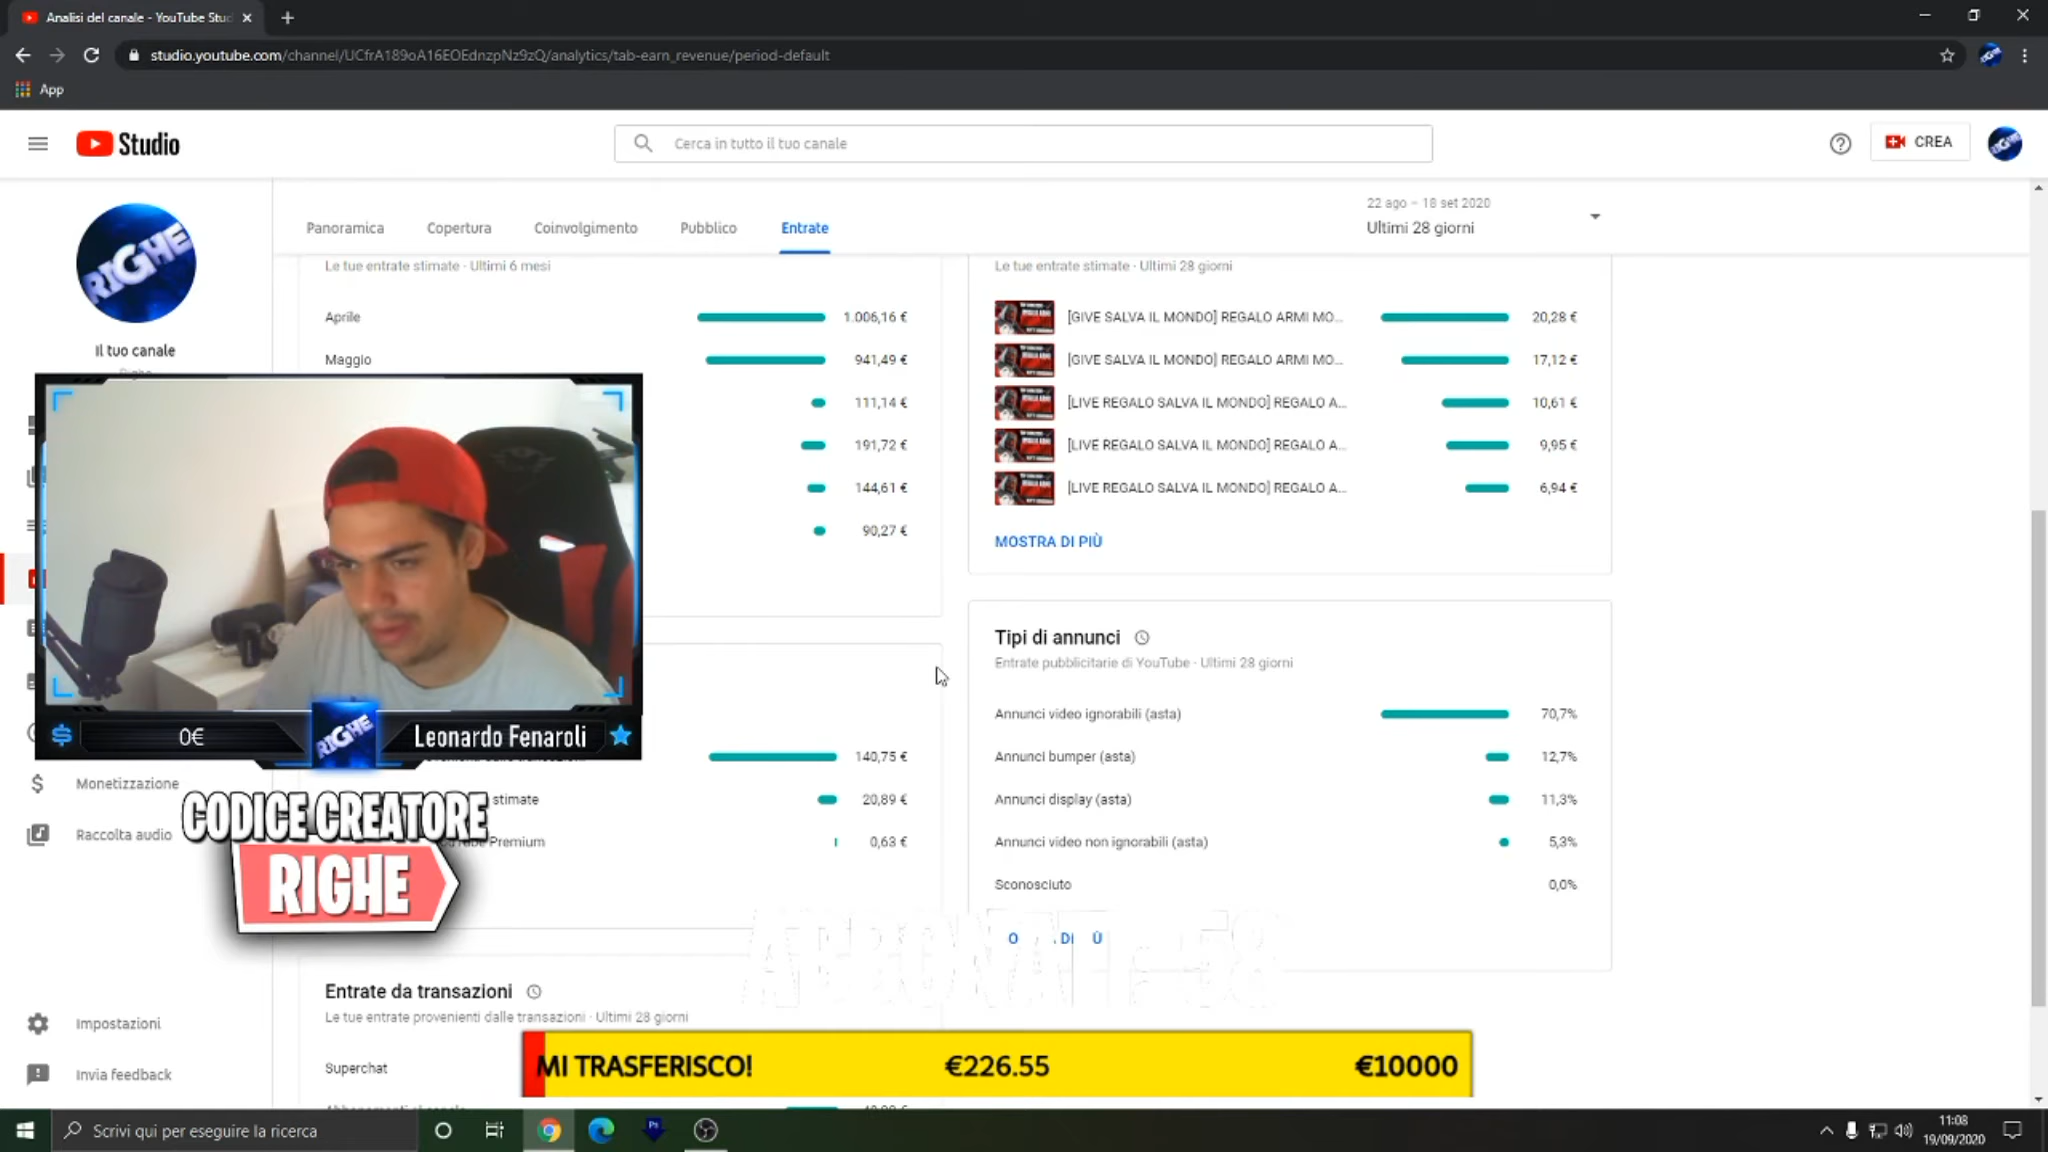 Analisi del canale - YouTube Stud
studio.youtube.com/channel/UCfrA189oA16EOEdnzpNz9zQ/analytics/tab-earn_revenue/period-default
App
Studio
Cerca in tutto il tuo canale
CREA
RIGHE
Il tuo canale
Panoramica
Copertura
Coinvolgimento
Pubblico
Entrate
22 ago – 18 set 2020
Ultimi 28 giorni
Le tue entrate stimate · Ultimi 6 mesi
Aprile 1.006,16 €
Maggio 941,49 €
111,14 €
191,72 €
144,61 €
90,27 €
Le tue entrate stimate · Ultimi 28 giorni
[GIVE SALVA IL MONDO] REGALO ARMI MO... 20,28 €
[GIVE SALVA IL MONDO] REGALO ARMI MO... 17,12 €
[LIVE REGALO SALVA IL MONDO] REGALO A... 10,61 €
[LIVE REGALO SALVA IL MONDO] REGALO A... 9,95 €
[LIVE REGALO SALVA IL MONDO] REGALO A... 6,94 €
MOSTRA DI PIÙ
0€
RIGHE
Leonardo Fenaroli
140,75 €
stimate 20,89 €
Premium 0,63 €
Tipi di annunci
Entrate pubblicitarie di YouTube · Ultimi 28 giorni
Annunci video ignorabili (asta) 70,7%
Annunci bumper (asta) 12,7%
Annunci display (asta) 11,3%
Annunci video non ignorabili (asta) 5,3%
Sconosciuto 0,0%
Monetizzazione
Raccolta audio
CODICE CREATORE
RIGHE
Entrate da transazioni
Le tue entrate provenienti dalle transazioni · Ultimi 28 giorni
Superchat
Impostazioni
Invia feedback
MI TRASFERISCO! €226.55 €10000
Scrivi qui per eseguire la ricerca
Ps
11:08
19/09/2020